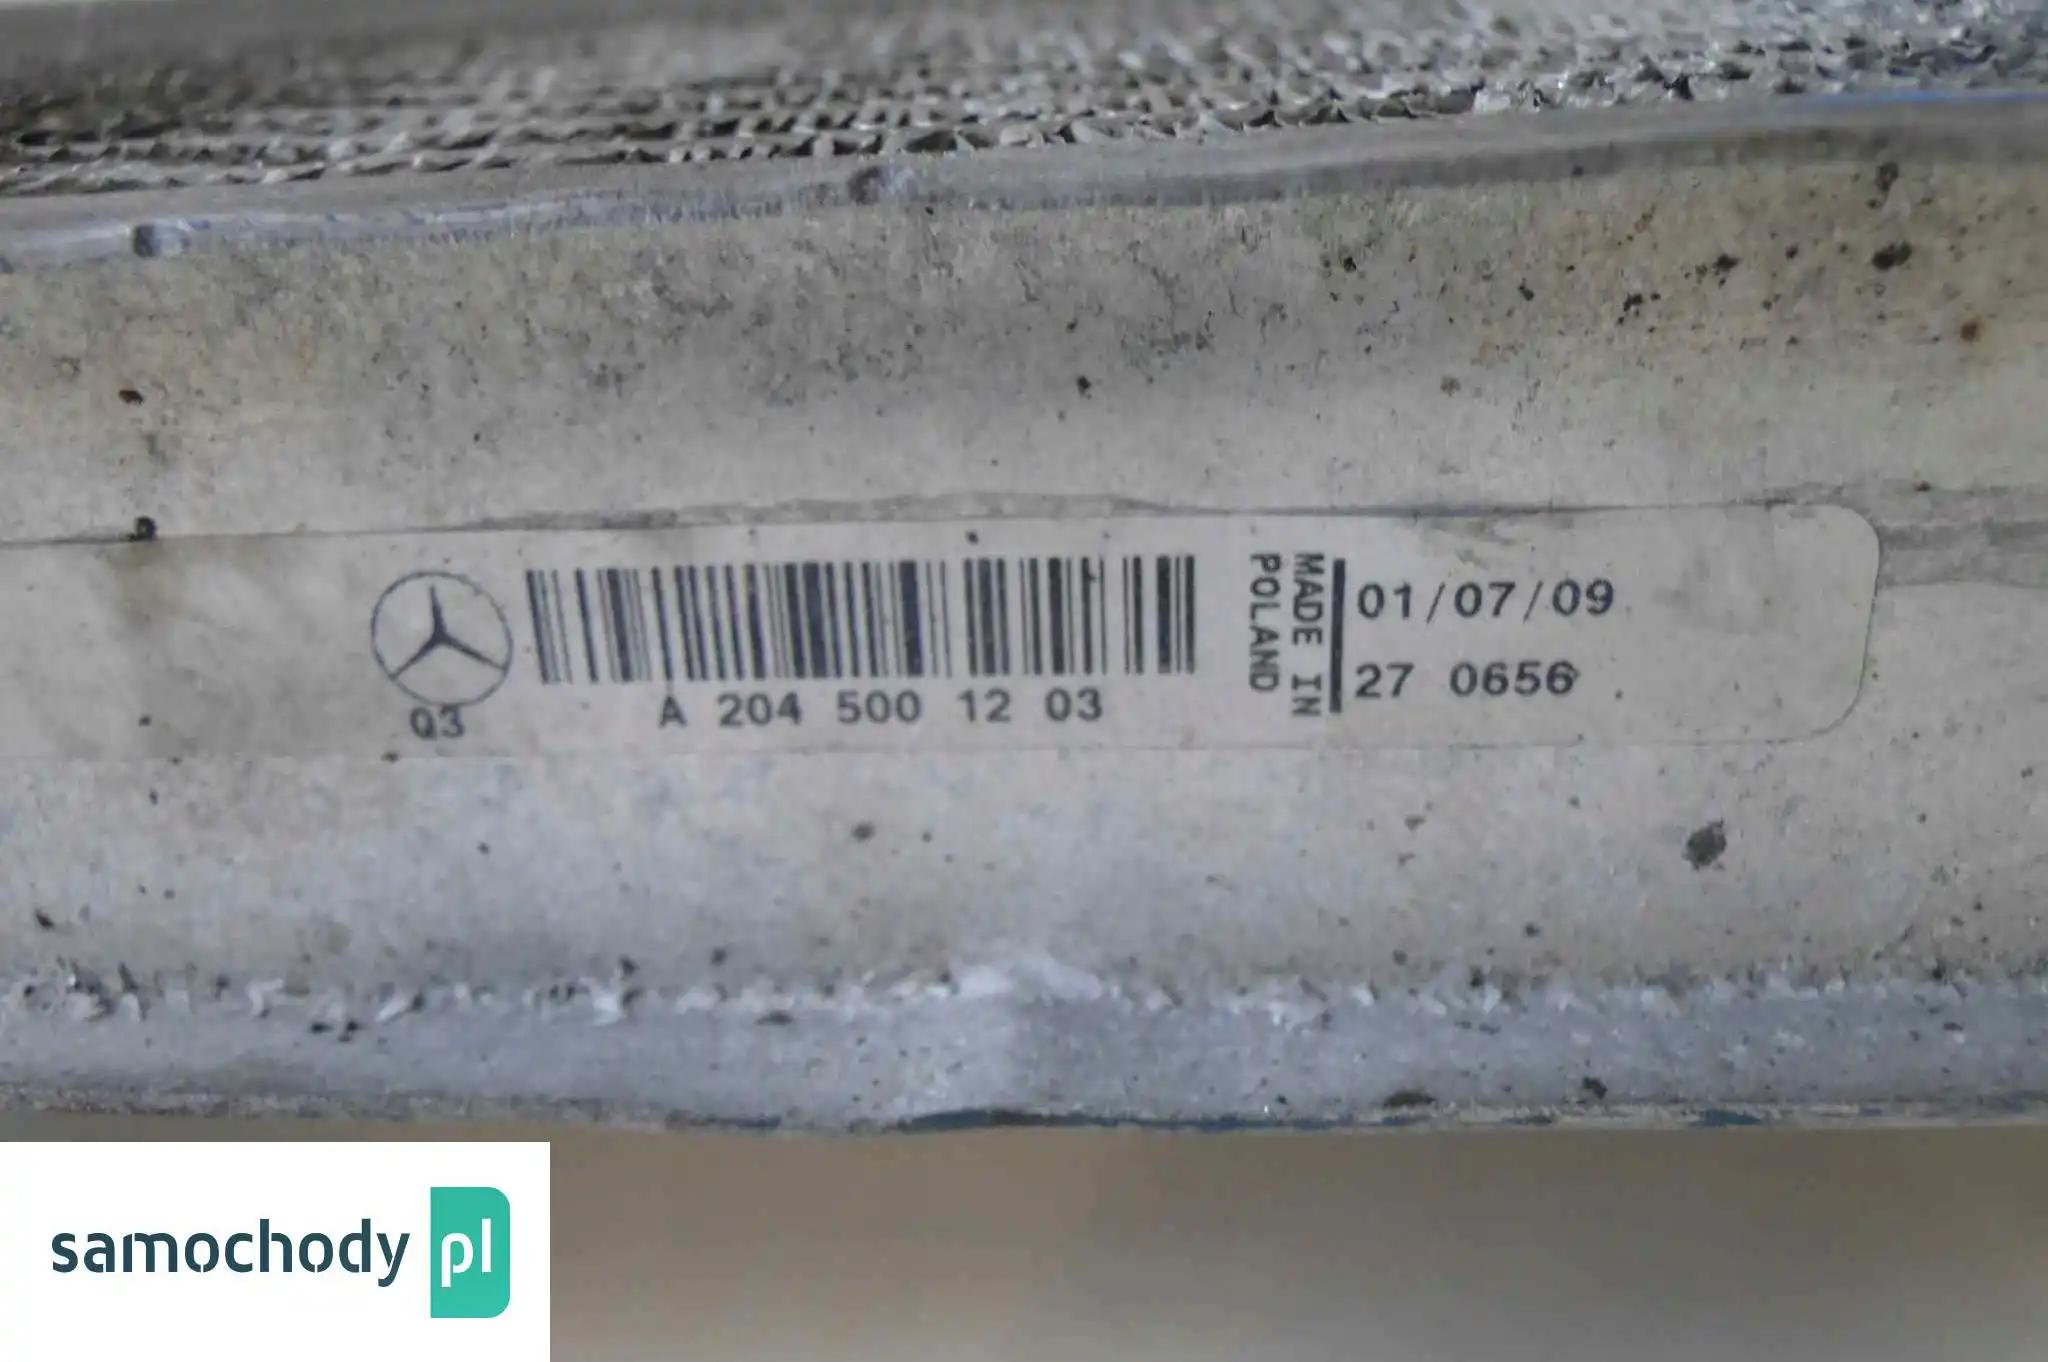 A 204 500 12 03
Q3
MADE IN
POLAND
01/07/09
27 0656
samochody pl